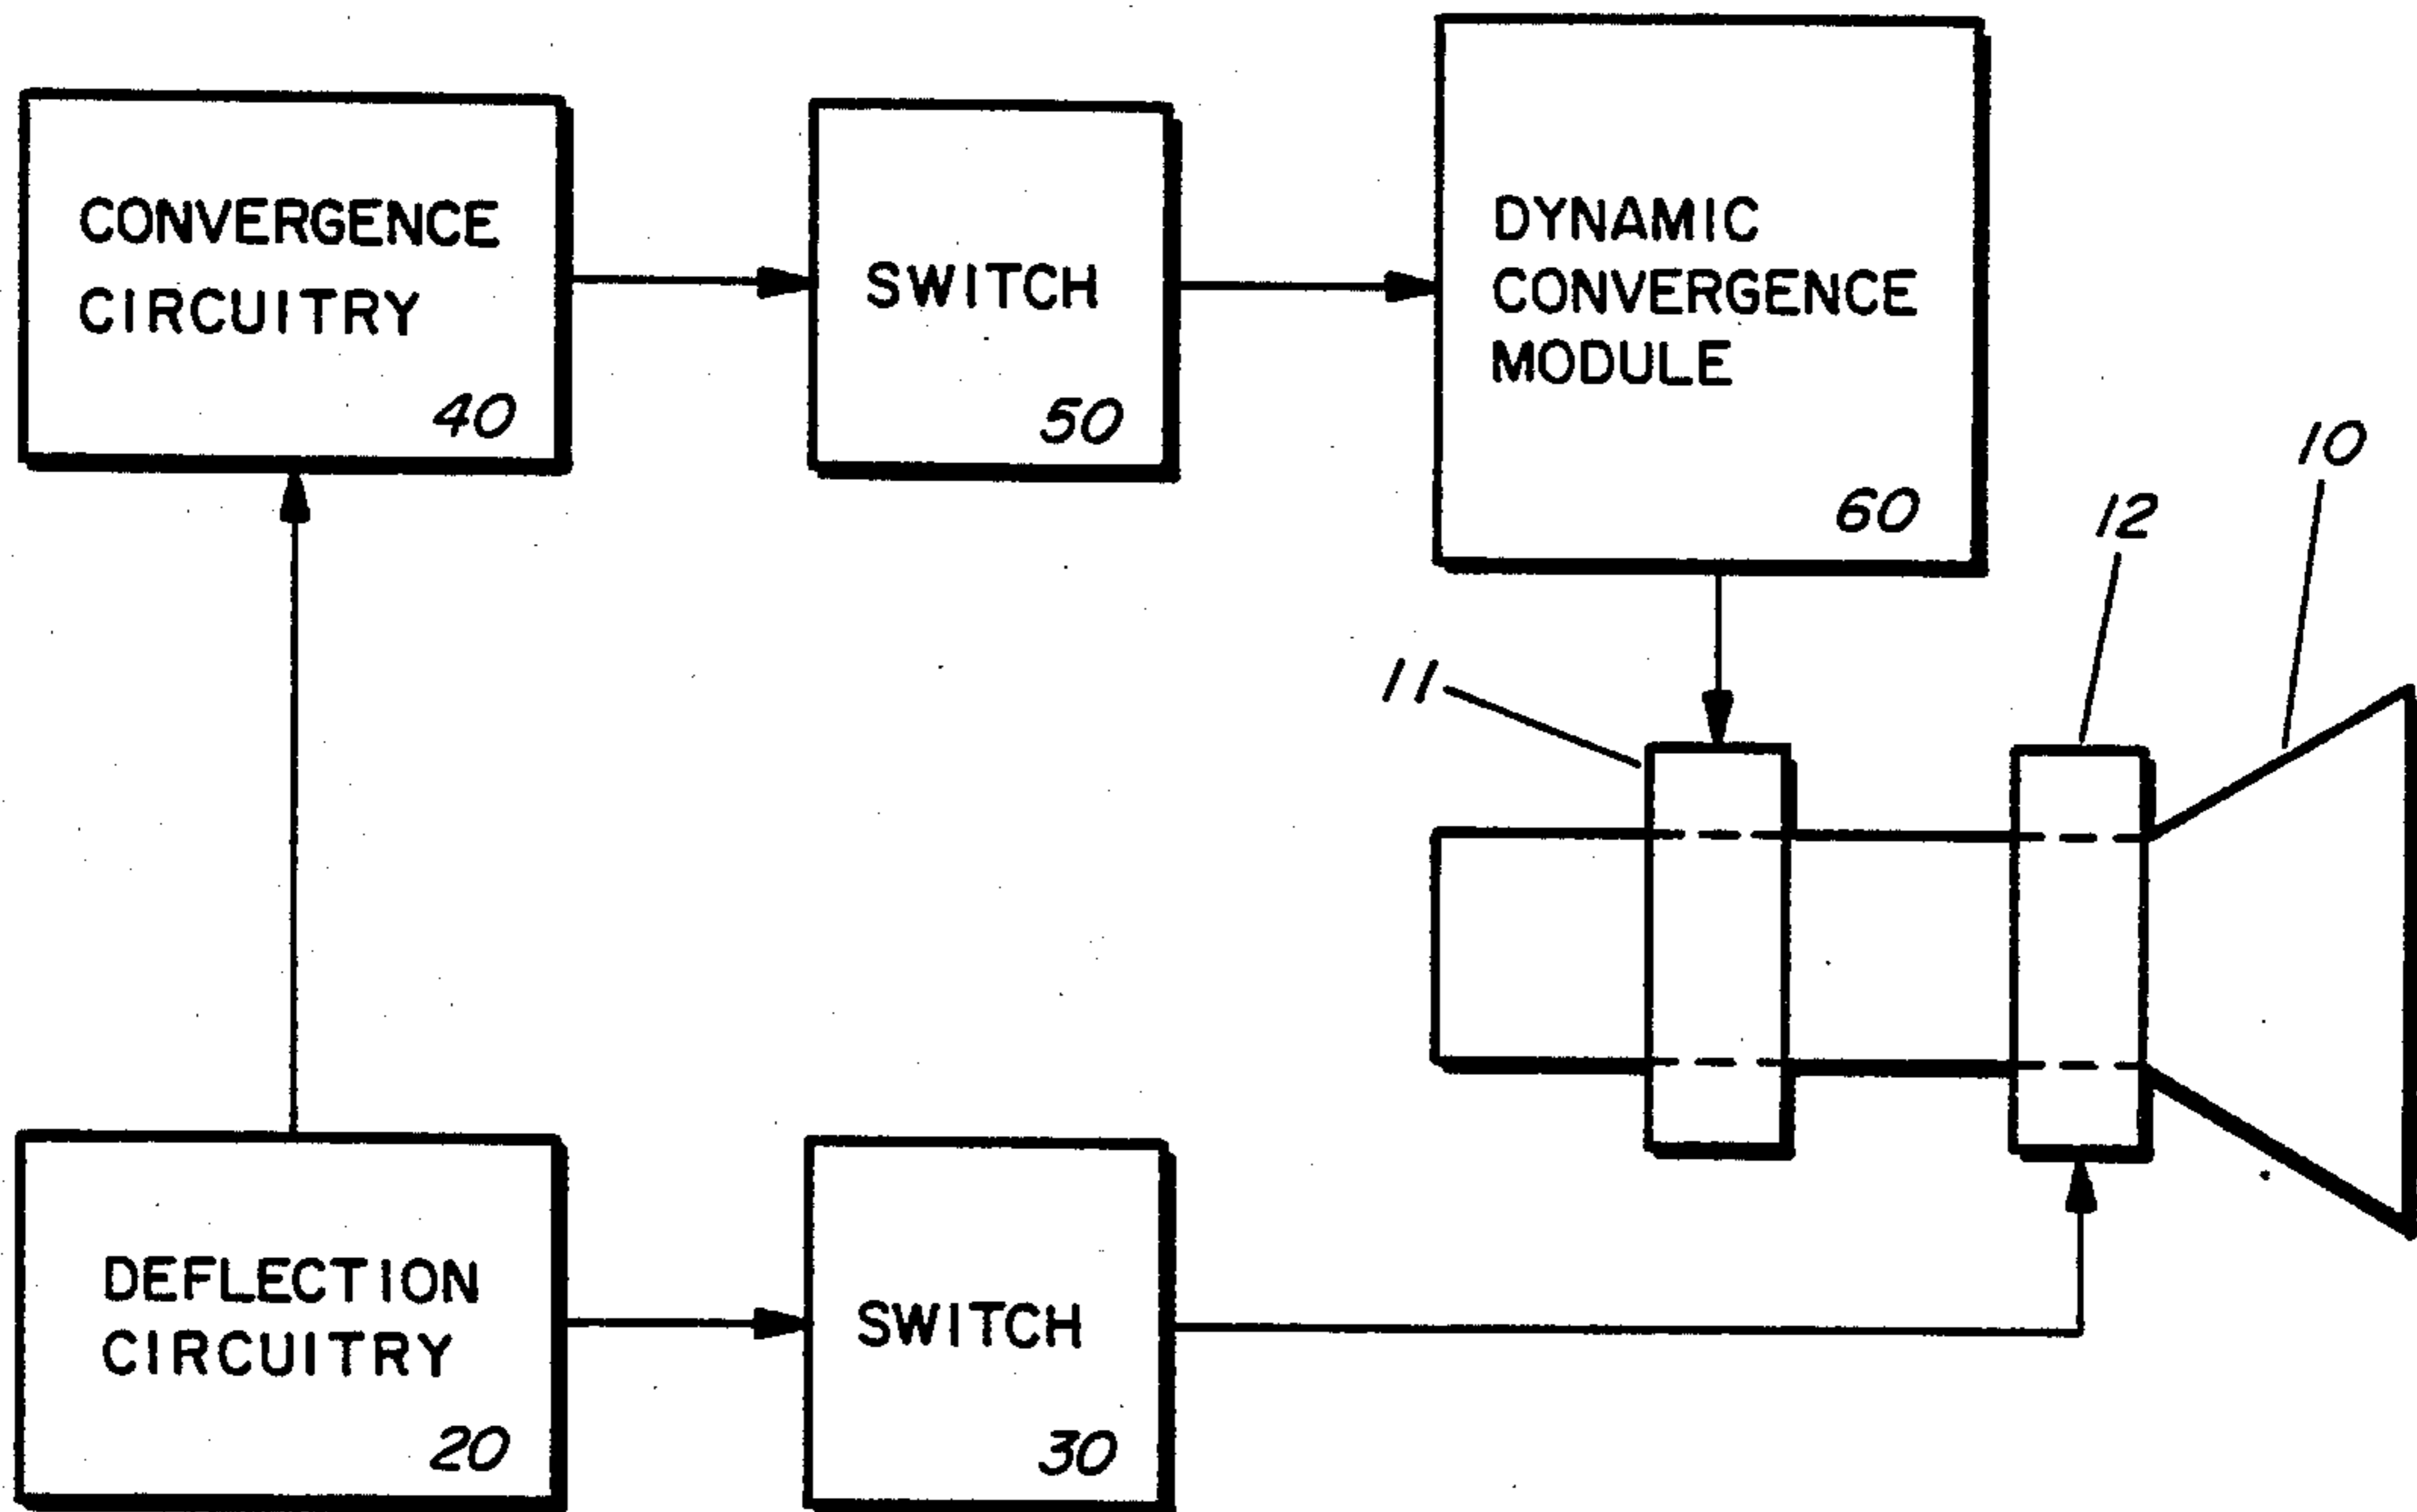 CONVERGENCE
CIRCUITRY
40
SWITCH
50
DYNAMIC
CONVERGENCE
MODULE
60
10
12
11
DEFLECTION
CIRCUITRY
20
SWITCH
30